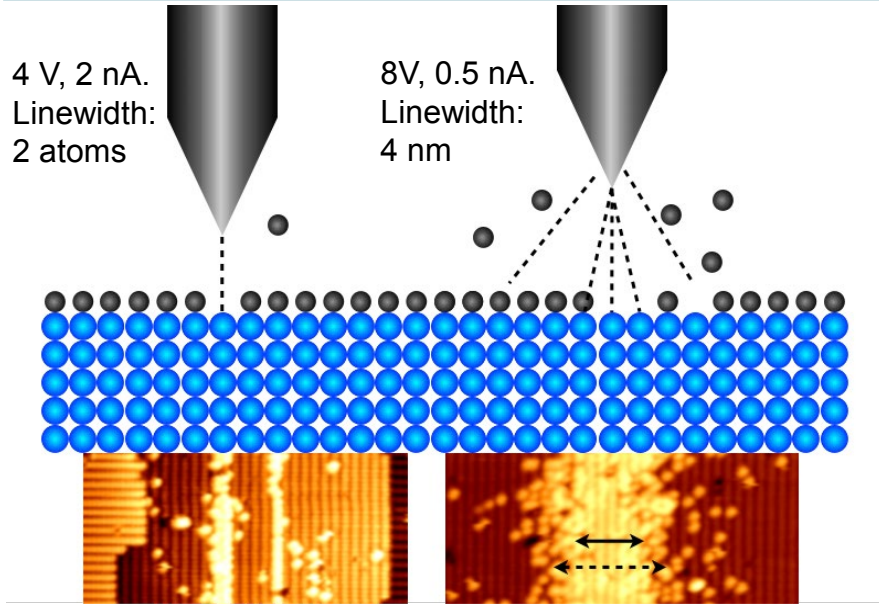 4 V, 2 nA.
Linewidth:
2 atoms
8V, 0.5 nA.
Linewidth:
4 nm